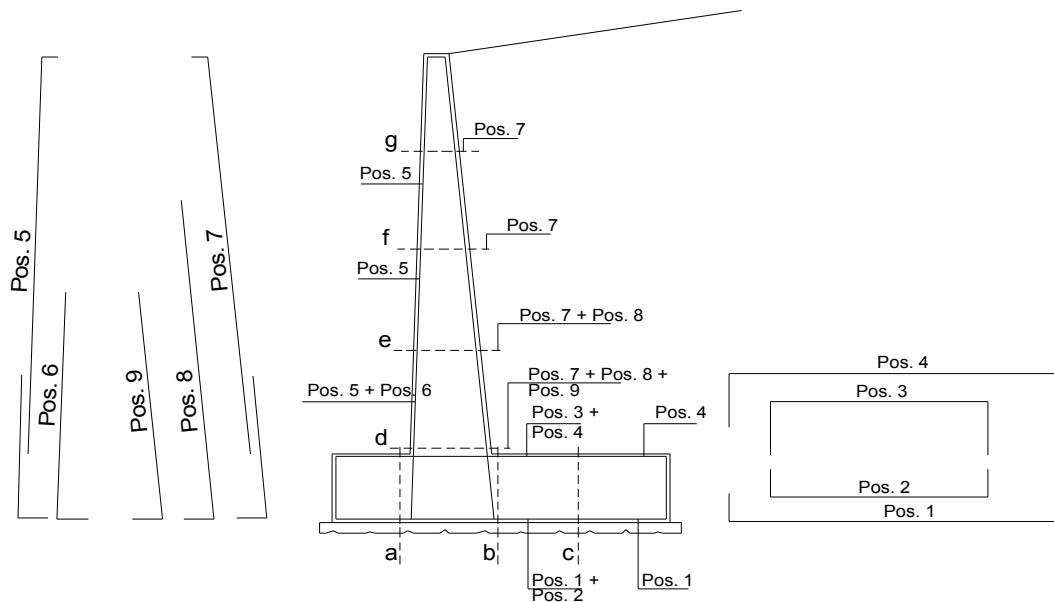 g
Pos. 7
Pos. 5
f
Pos. 7
Pos. 5
Pos. 5
Pos. 7
Pos. 6
Pos. 9
Pos. 8
e
Pos. 7 + Pos. 8
Pos. 5 + Pos. 6
Pos. 7 + Pos. 8 +
Pos. 9
d
Pos. 3 +
Pos. 4
Pos. 4
Pos. 4
Pos. 3
Pos. 2
Pos. 1
a
b
c
Pos. 1 +
Pos. 2
Pos. 1